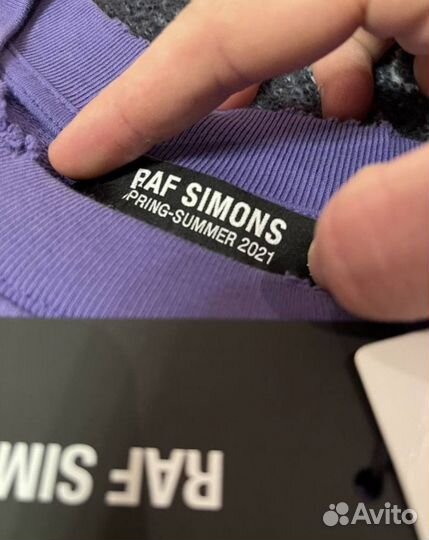 RAF SIMONS
PRING-SUMMER 2021
RAF SIM
Avito